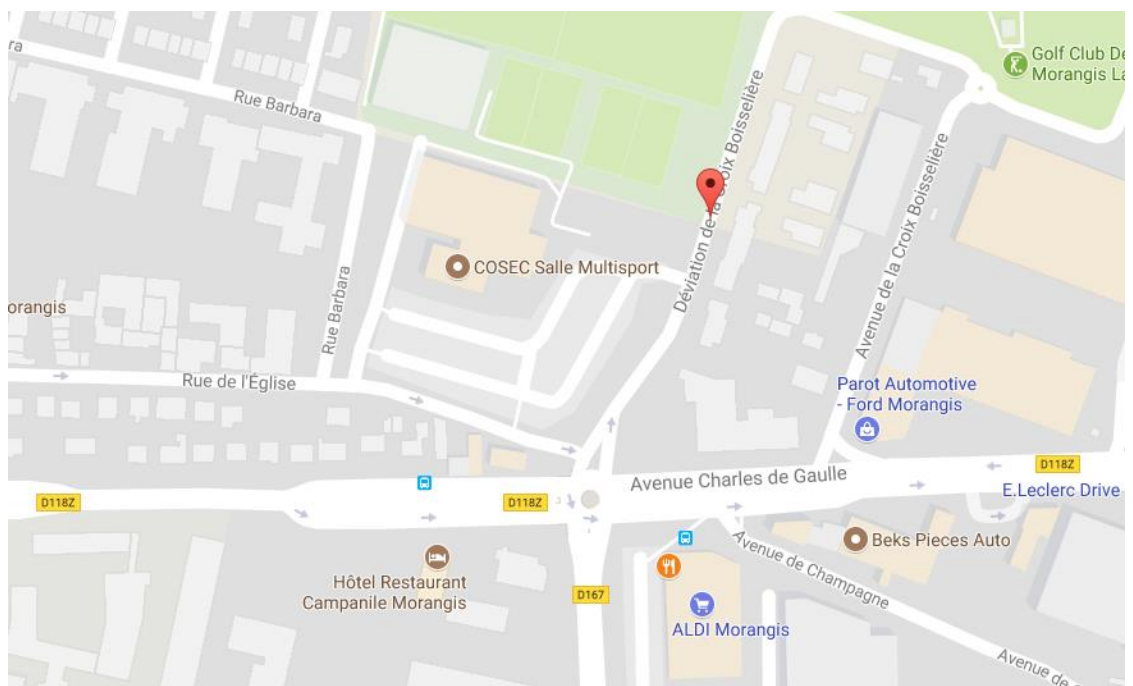 ra
Rue Barbara
Déviation de la Croix Boisselière
Golf Club De
Morangis La
Avenue de la Croix Boisselière
COSEC Salle Multisport
Rue Barbara
orangis
Rue de l'Église
Parot Automotive
- Ford Morangis
Avenue Charles de Gaulle
D118Z
E.Leclerc Drive
D118Z
D118Z
Beks Pieces Auto
Avenue de Champagne
Hôtel Restaurant
Campanile Morangis
D167
ALDI Morangis
Avenue de C